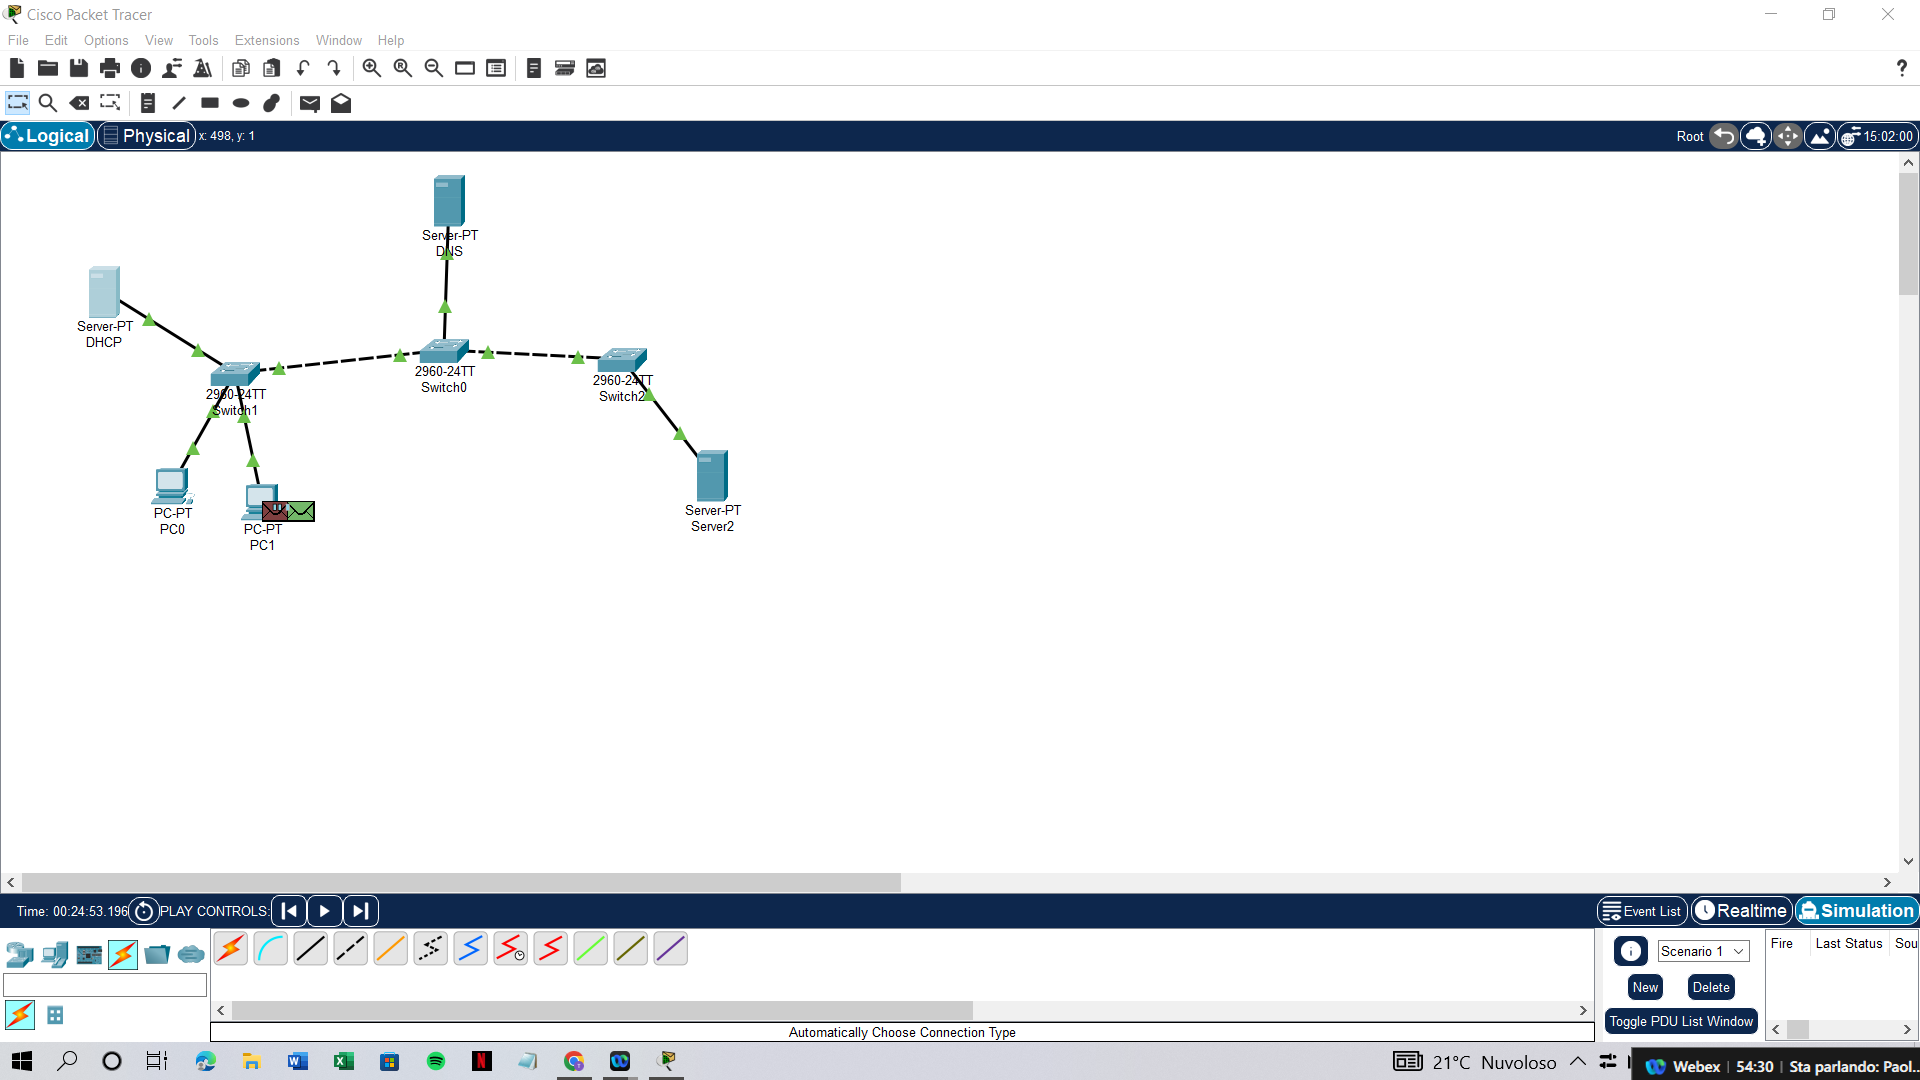 Cisco Packet Tracer
File Edit Options View Tools Extensions Window Help
?
Logical Physical x: 498, y: 1 Root 15:02:00
Server-PT
DNS
Server-PT
DHCP
2960-24TT
Switch0
2960-24TT
Switch2
2960-24TT
Switch1
PC-PT
PC0
PC-PT
PC1
Server-PT
Server2
Time: 00:24:53.196 PLAY CONTROLS: Event List Realtime Simulation
Scenario 1 Fire Last Status Sou
New Delete
Toggle PDU List Window
Automatically Choose Connection Type
21°C Nuvoloso
Webex 54:30 Sta parlando: Paol...